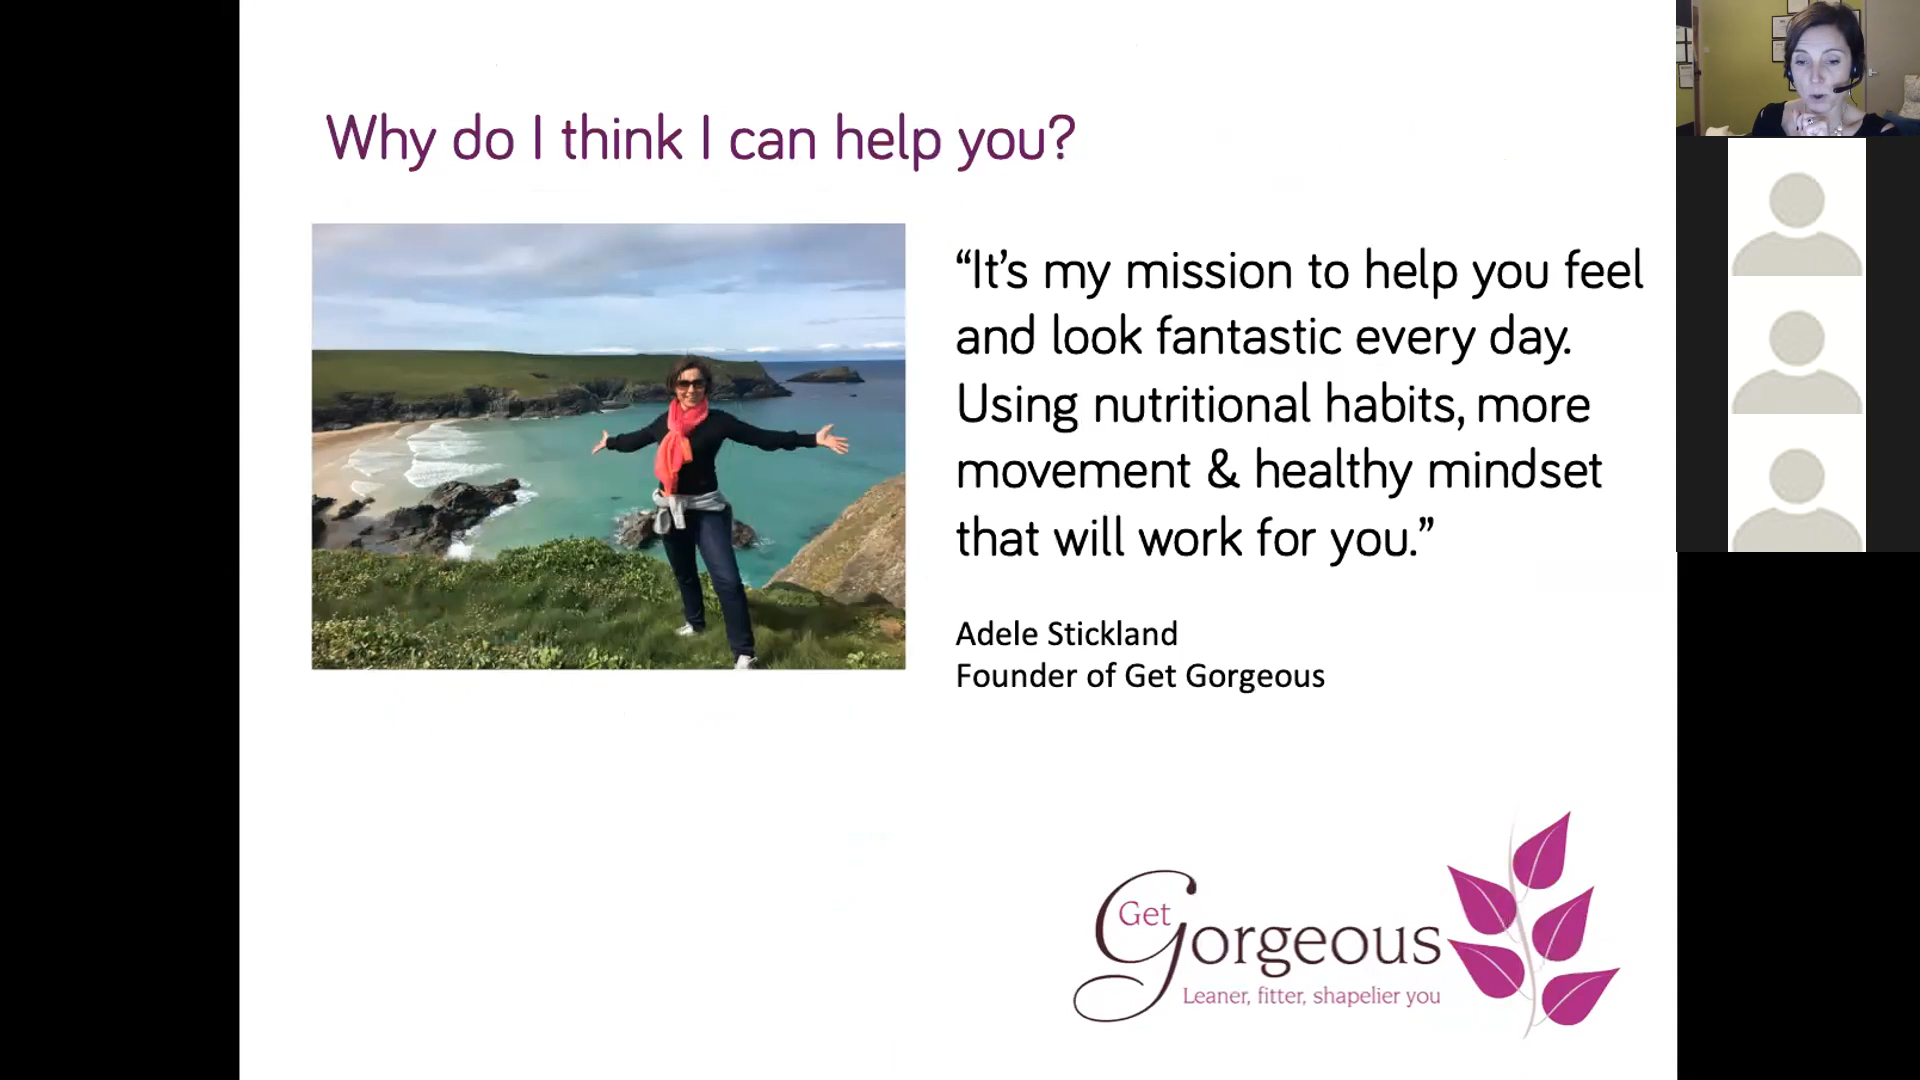 Why do I think I can help you?
“It’s my mission to help you feel
and look fantastic every day.
Using nutritional habits, more
movement & healthy mindset
that will work for you.”
Adele Stickland
Founder of Get Gorgeous
Get
Gorgeous
Leaner, fitter, shapelier you